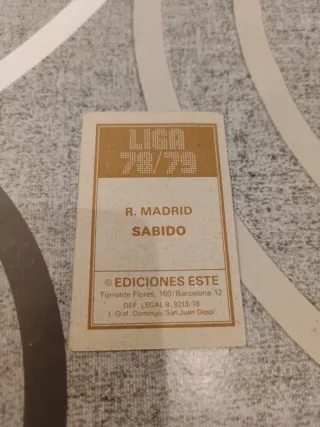 LIGA
78/79
R. MADRID
SABIDO
© EDICIONES ESTE
Torrente Flores, 160/Barcelona-12
DEP. LEGAL B. 9213/78
I. Graf. Domingo/San Juan Despí